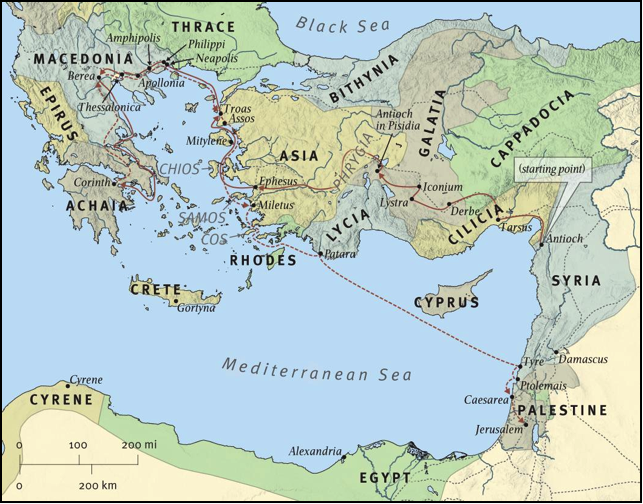 Black Sea
THRACE
Amphipolis
Philippi
Neapolis
MACEDONIA
Berea
Apollonia
Thessalonica
EPIRUS
BITHYNIA
GALATIA
CAPPADOCIA
Troas
Assos
Mitylene
Antioch
in Pisidia
ASIA
PHRYGIA
CHIOS
(starting point)
Corinth
ACHAIA
Ephesus
Miletus
Iconium
Lystra
Derbe
CILICIA
Tarsus
Antioch
SAMOS
COS
LYCIA
RHODES
Patara
SYRIA
CRETE
Gortyna
CYPRUS
Mediterranean Sea
Tyre
Damascus
Ptolemais
Cyrene
CYRENE
Caesarea
PALESTINE
Jerusalem
0 100 200 mi
0 200 km
Alexandria
EGYPT